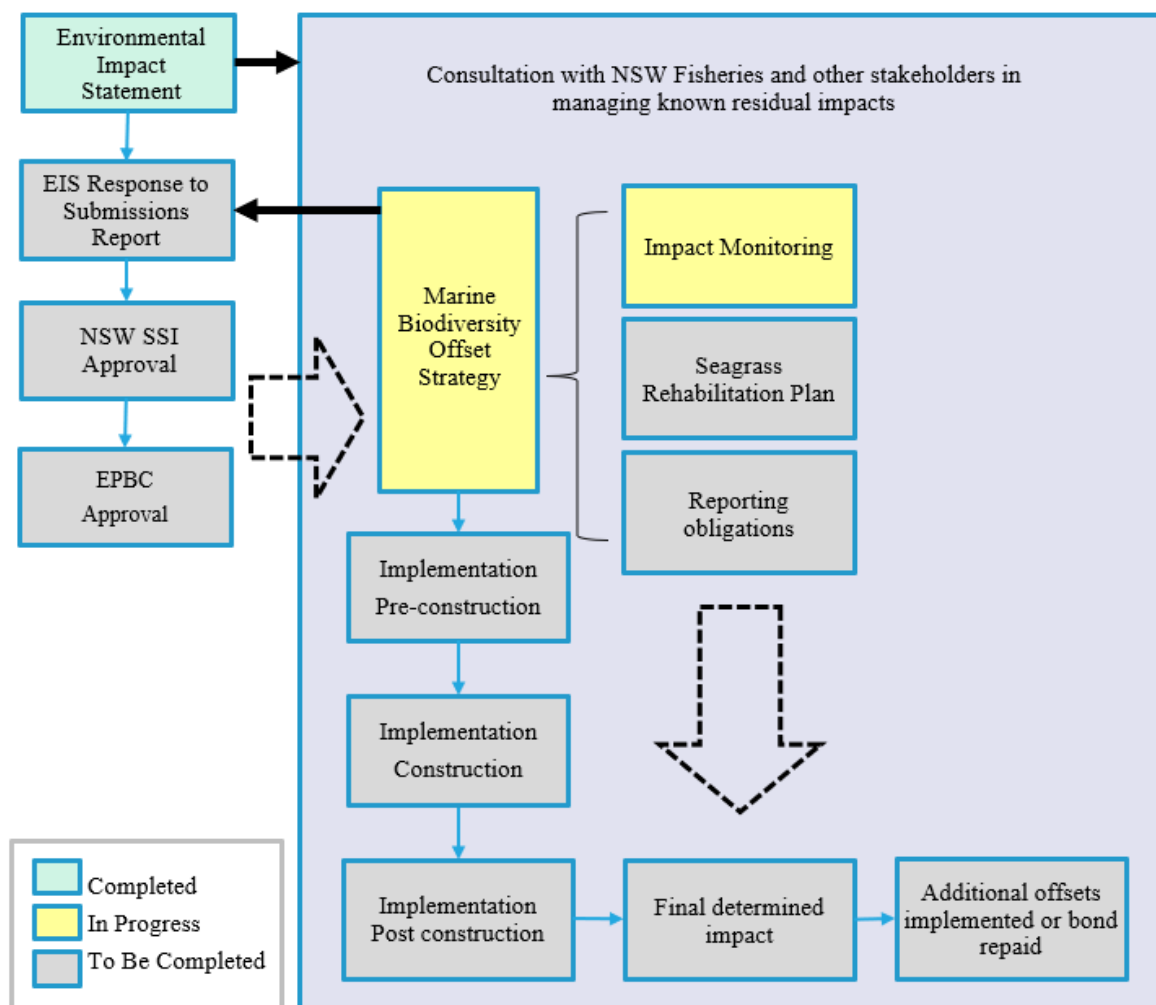 Environmental
Impact
Statement
Consultation with NSW Fisheries and other stakeholders in
managing known residual impacts
EIS Response to
Submissions
Report
NSW SSI
Approval
EPBC
Approval
Marine
Biodiversity
Offset
Strategy
Impact Monitoring
Seagrass
Rehabilitation Plan
Reporting
obligations
Implementation
Pre-construction
Implementation
Construction
Implementation
Post construction
Final determined
impact
Additional offsets
implemented or bond
repaid
Completed
In Progress
To Be Completed